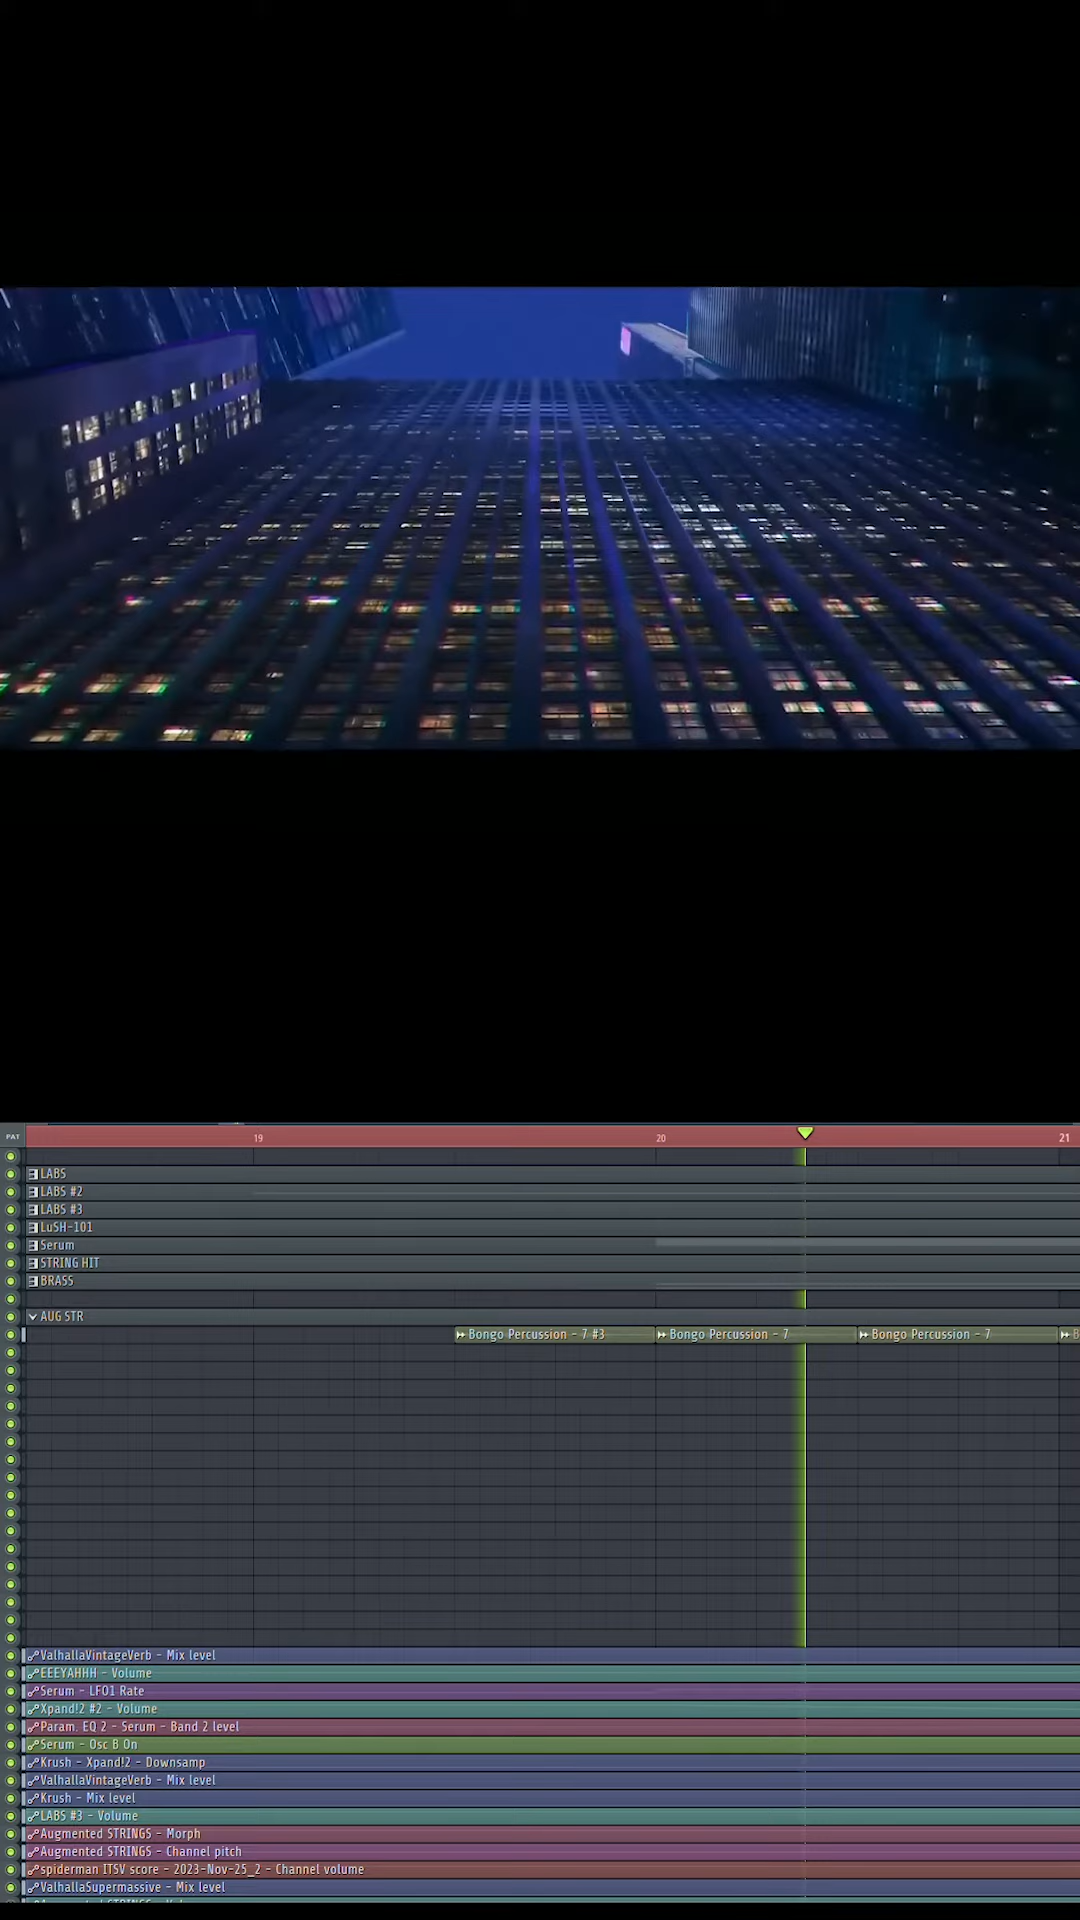 PAT
19 20 21
LABS
LABS #2
LABS #3
LuSH-101
Serum
STRING HIT
BRASS
AUG STR
Bongo Percussion - 7 #3 Bongo Percussion - 7 Bongo Percussion - 7
ValhallaVintageVerb - Mix level
EEEYAHHH - Volume
Serum - LFO1 Rate
Xpand!2 #2 - Volume
Param. EQ 2 - Serum - Band 2 level
Serum - Osc B On
Krush - Xpand!2 - Downsamp
ValhallaVintageVerb - Mix level
Krush - Mix level
LABS #3 - Volume
Augmented STRINGS - Morph
Augmented STRINGS - Channel pitch
spiderman ITSV score - 2023-Nov-25_2 - Channel volume
ValhallaSupermassive - Mix level